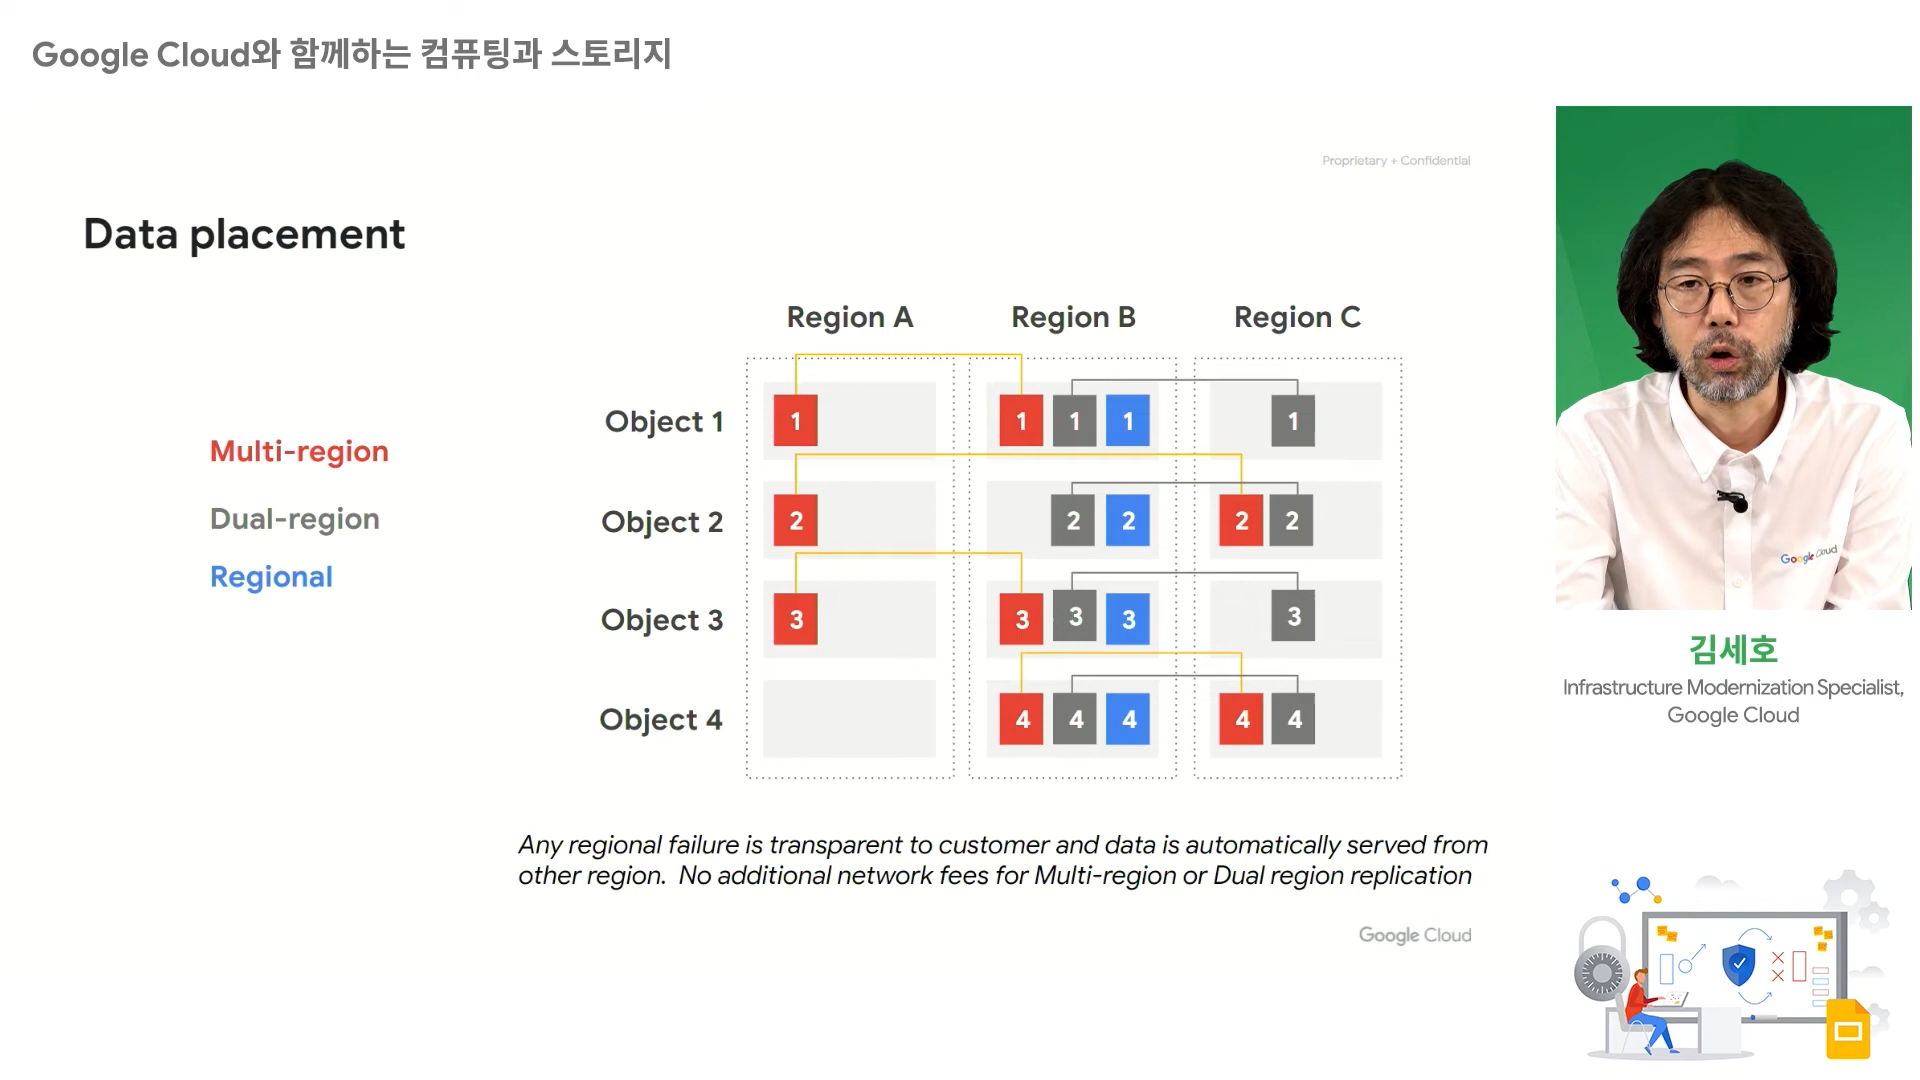 Google Cloud와 함께하는 컴퓨팅과 스토리지
Proprietary + Confidential
Data placement
Region A Region B Region C
Object 1 1 1 1 1 1
Multi-region
Object 2 2 2 2 2 2
Dual-region
Regional
Object 3 3 3 3 3 3
Object 4 4 4 4 4 4
Any regional failure is transparent to customer and data is automatically served from
other region. No additional network fees for Multi-region or Dual region replication
Google Cloud
Google Cloud
김세호
Infrastructure Modernization Specialist,
Google Cloud